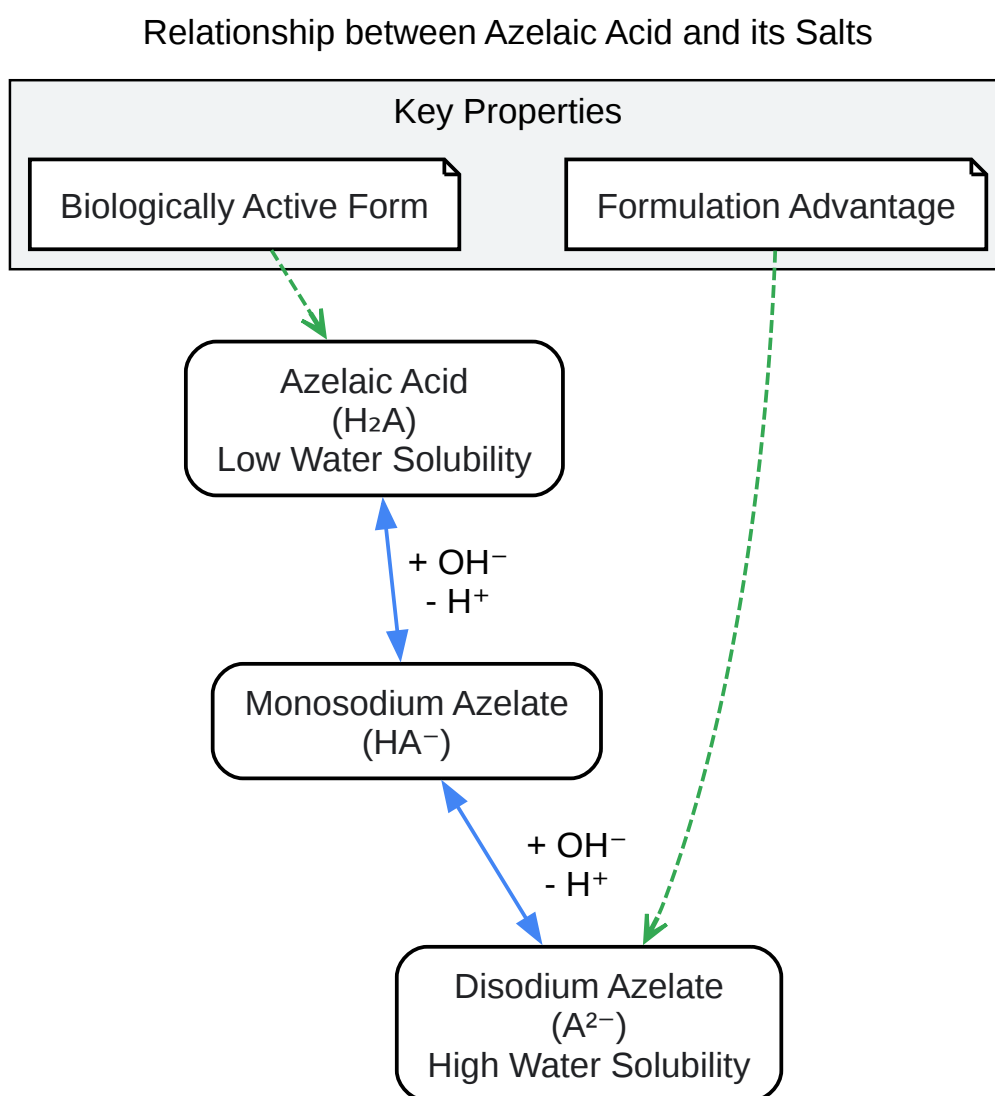 Relationship between Azelaic Acid and its Salts
Key Properties
Biologically Active Form
Formulation Advantage
Azelaic Acid
(H₂A)
Low Water Solubility
+ OH⁻
- H⁺
Monosodium Azelate
(HA⁻)
+ OH⁻
- H⁺
Disodium Azelate
(A²⁻)
High Water Solubility